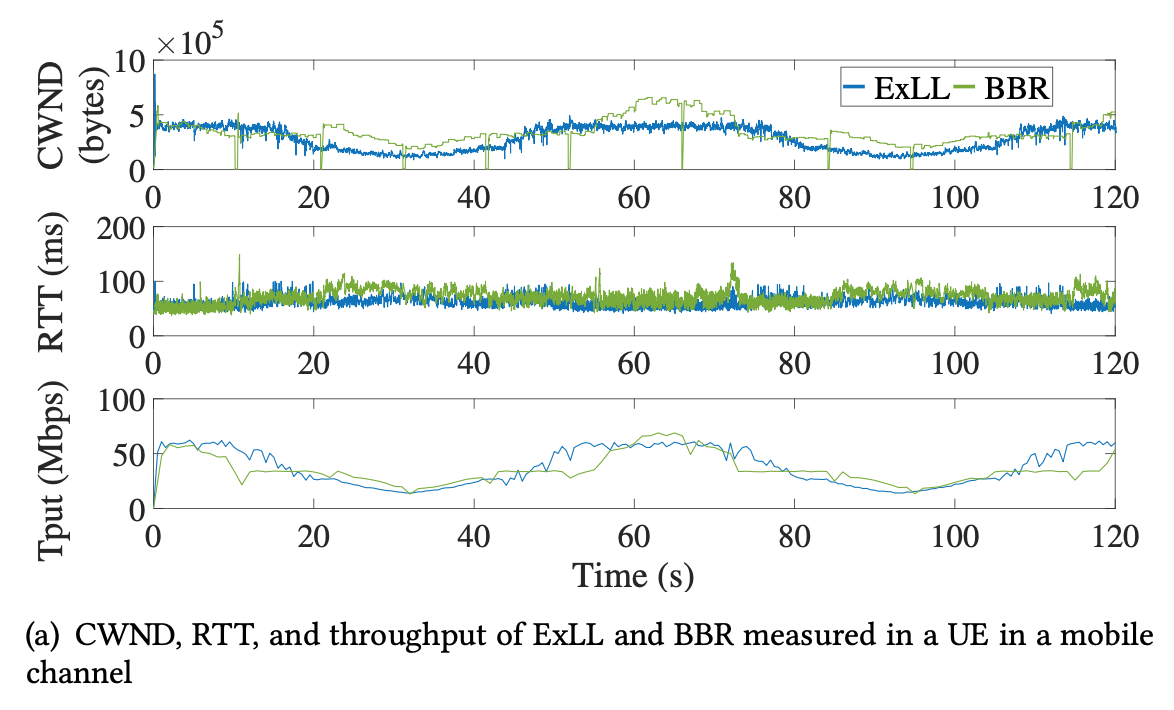 ×10⁵
10
5
0
CWND
(bytes)
ExLL BBR
0 20 40 60 80 100 120
200
100
0
RTT (ms)
0 20 40 60 80 100 120
100
50
0
Tput (Mbps)
0 20 40 60 80 100 120
Time (s)
(a) CWND, RTT, and throughput of ExLL and BBR measured in a UE in a mobile
channel